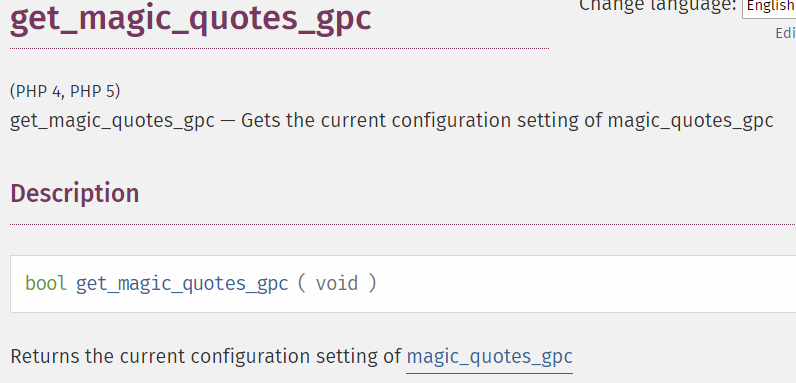 get_magic_quotes_gpc
Change language: English
Edi
(PHP 4, PHP 5)
get_magic_quotes_gpc — Gets the current configuration setting of magic_quotes_gpc
Description
bool get_magic_quotes_gpc ( void )
Returns the current configuration setting of magic_quotes_gpc